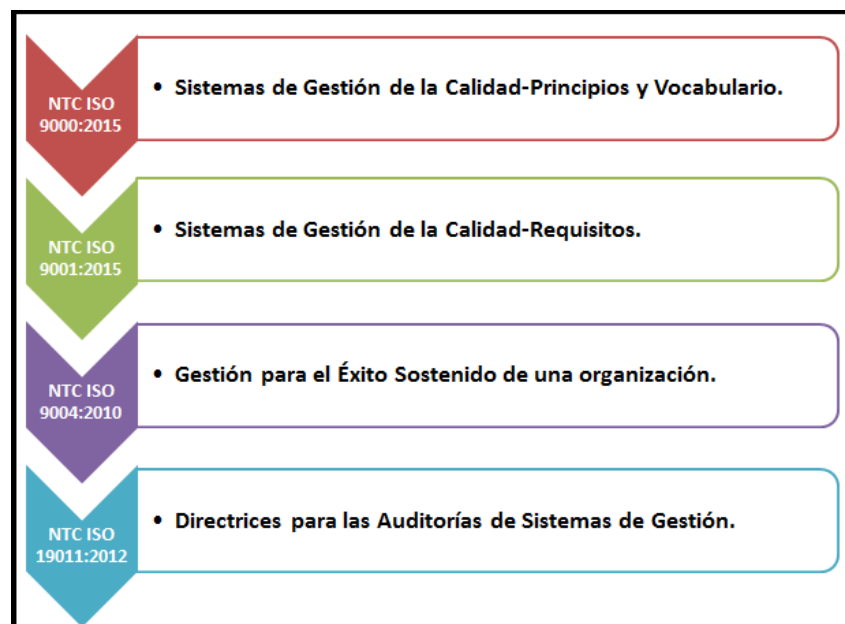 NTC ISO
9000:2015
• Sistemas de Gestión de la Calidad-Principios y Vocabulario.
NTC ISO
9001:2015
• Sistemas de Gestión de la Calidad-Requisitos.
NTC ISO
9004:2010
• Gestión para el Éxito Sostenido de una organización.
NTC ISO
19011:2012
• Directrices para las Auditorías de Sistemas de Gestión.